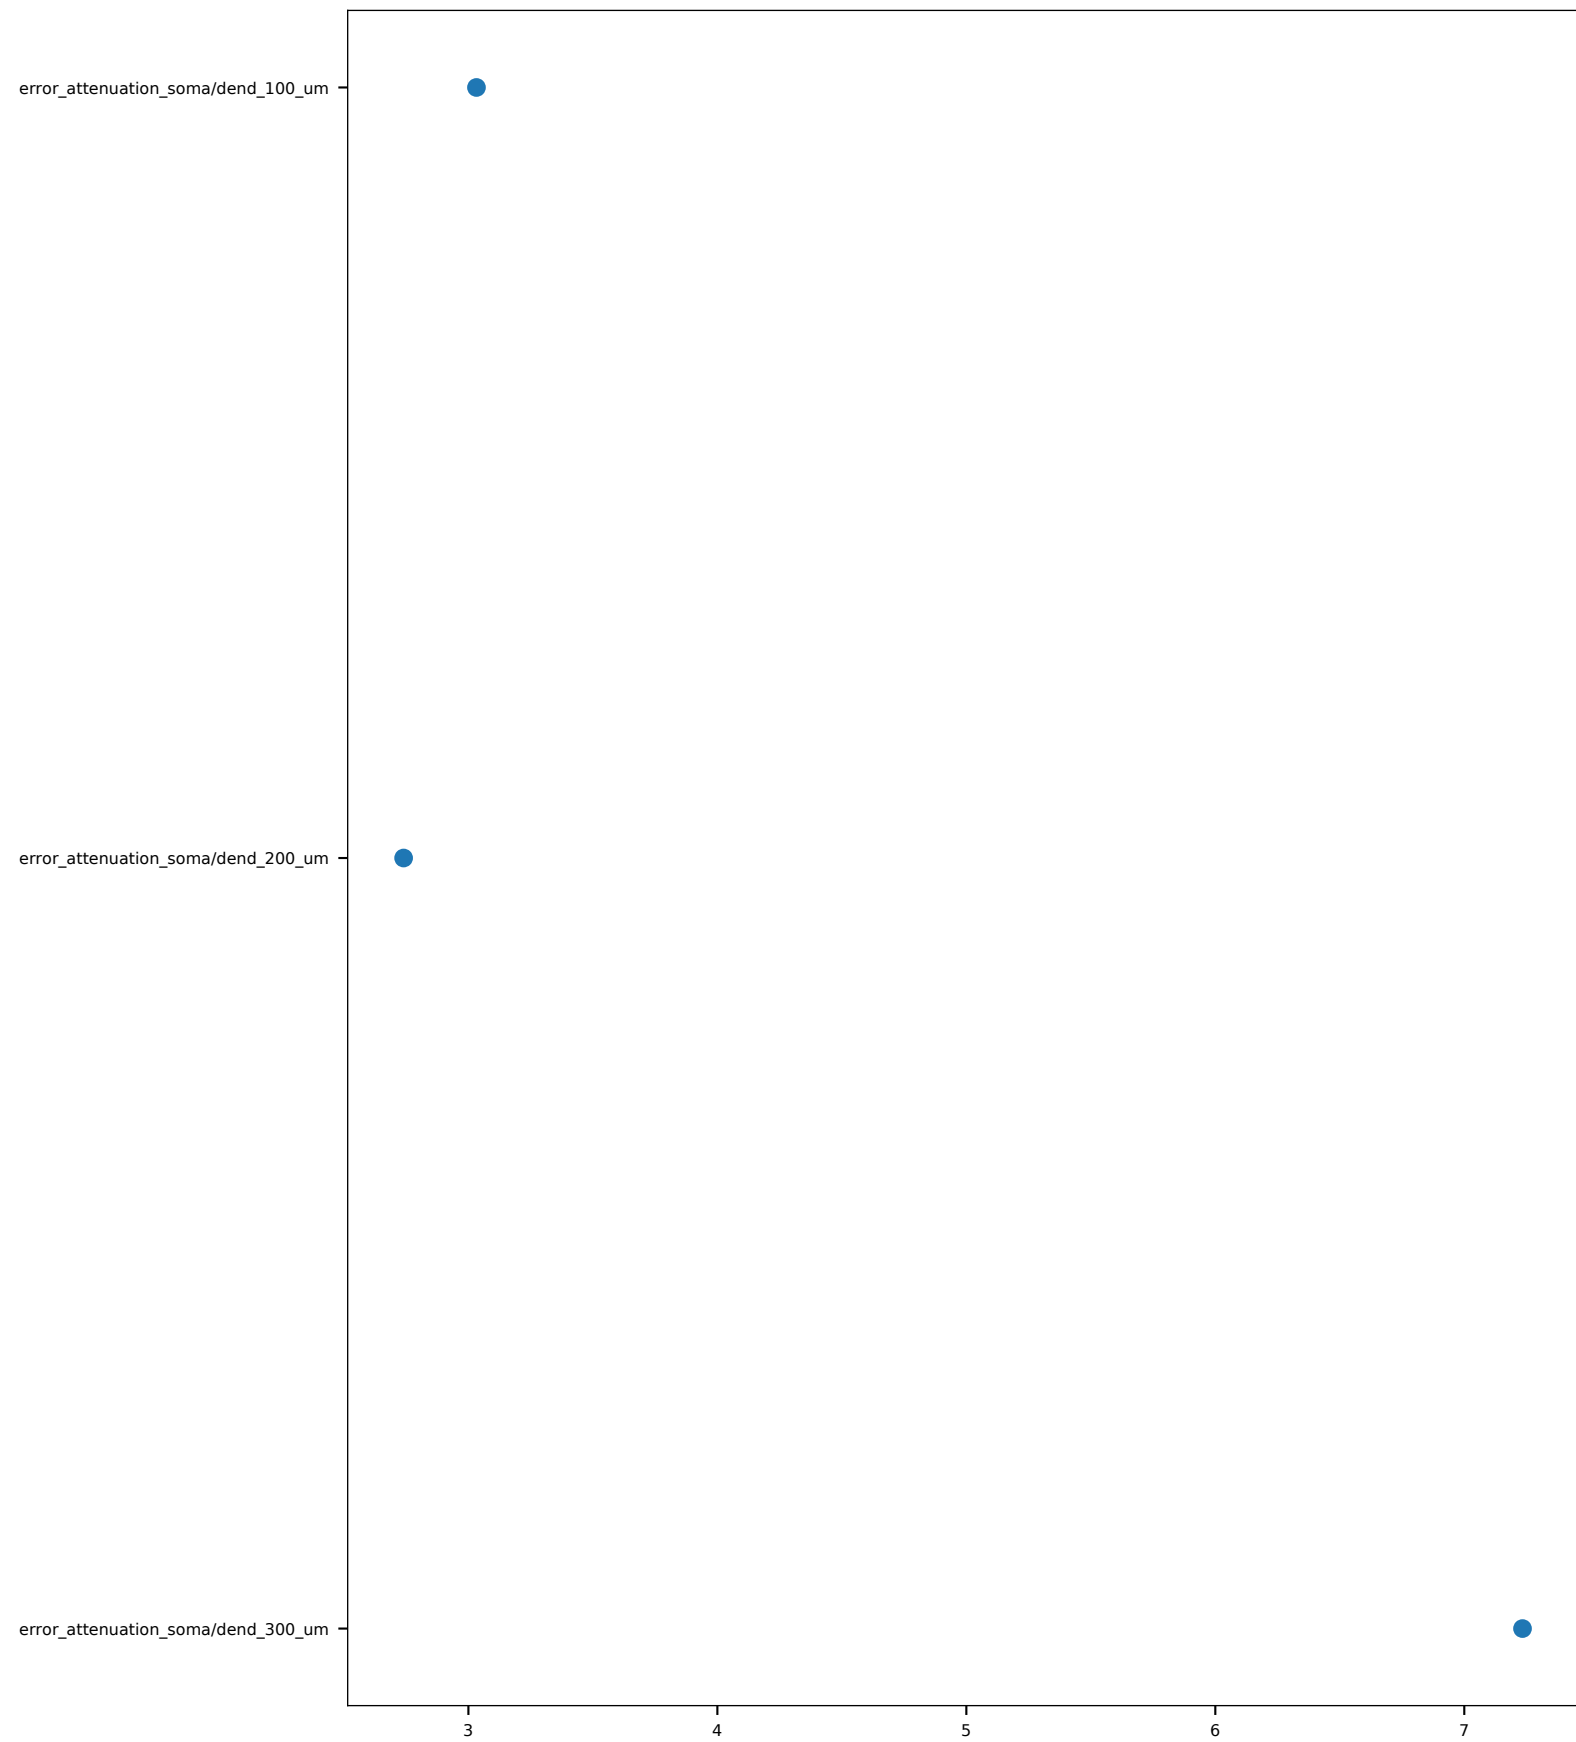 error_attenuation_soma/dend_100_um
error_attenuation_soma/dend_200_um
error_attenuation_soma/dend_300_um
3 4 5 6 7